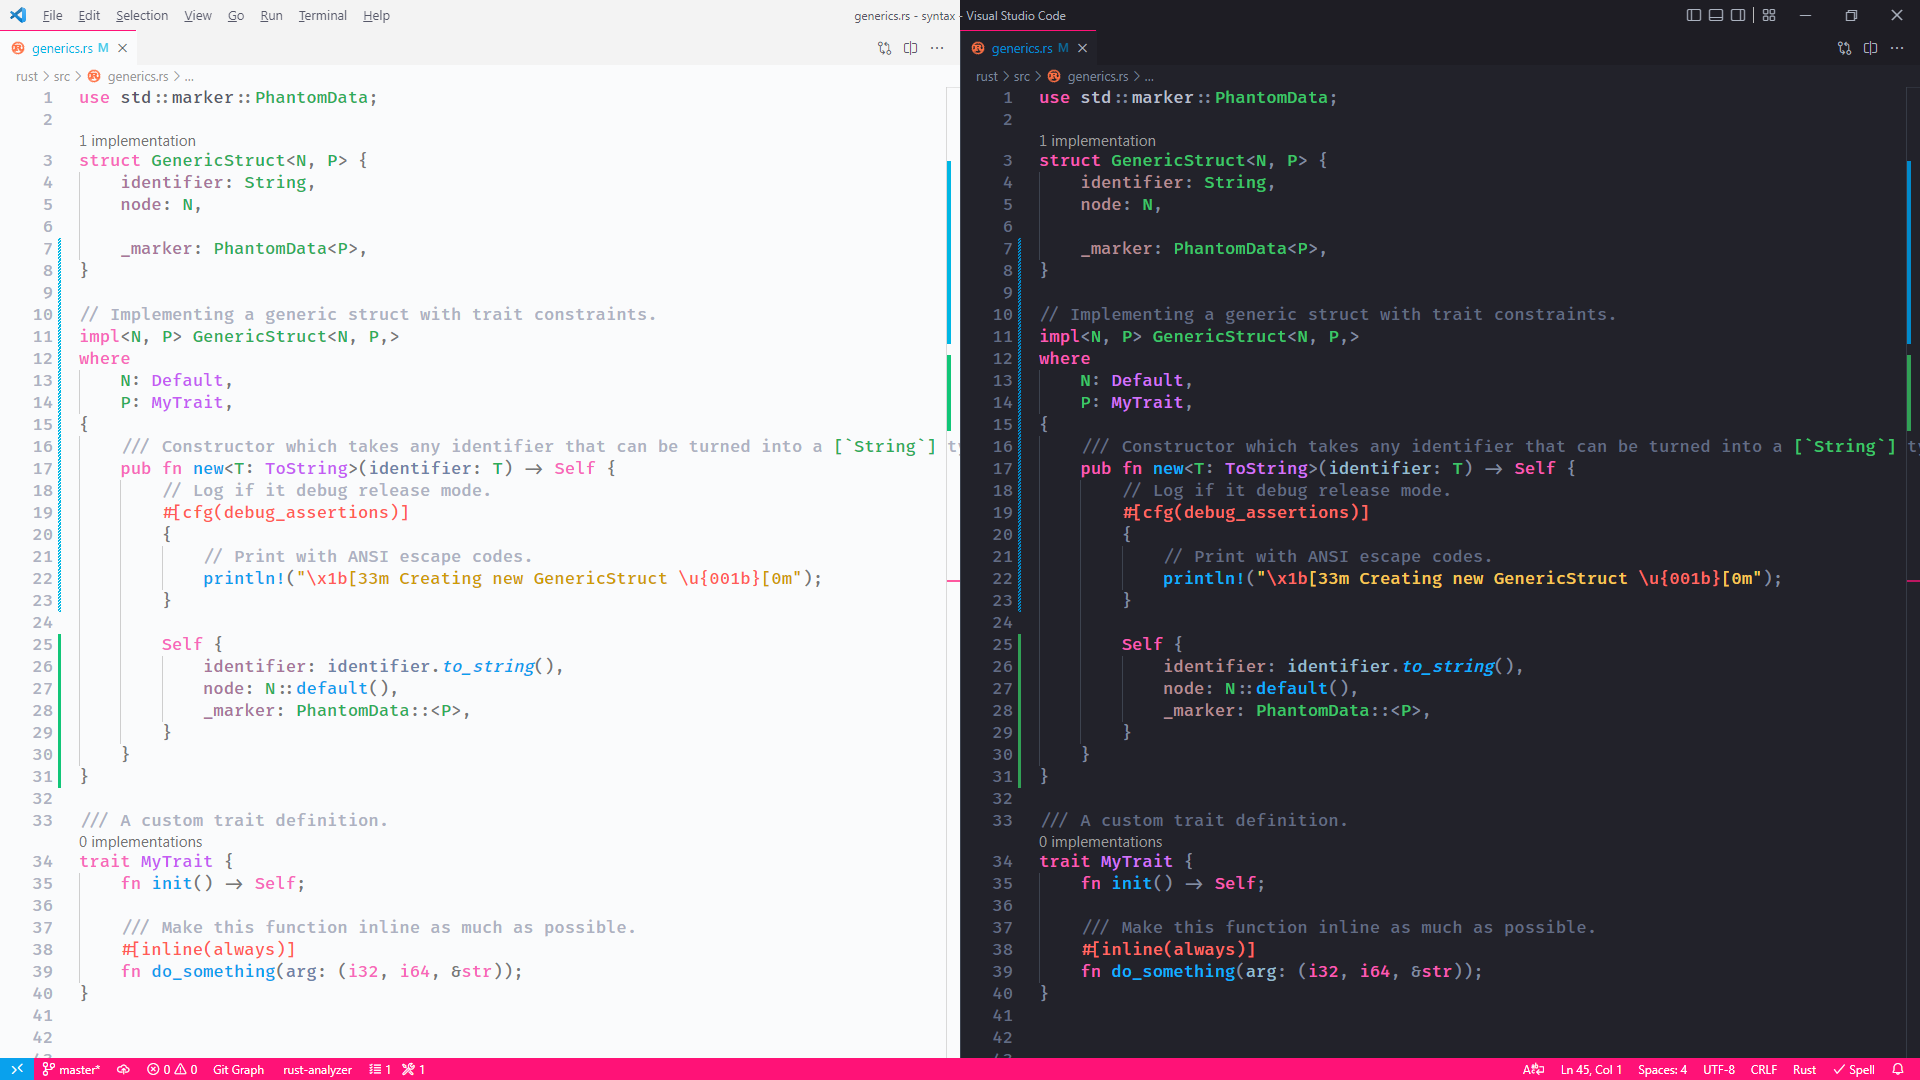 File Edit Selection View Go Run Terminal Help generics.rs - syntax - Visual Studio Code
generics.rs M
rust > src > generics.rs > ...
1 use std::marker::PhantomData;
2
1 implementation
3 struct GenericStruct<N, P> {
4 identifier: String,
5 node: N,
6
7 _marker: PhantomData<P>,
8 }
9
10 // Implementing a generic struct with trait constraints.
11 impl<N, P> GenericStruct<N, P,>
12 where
13 N: Default,
14 P: MyTrait,
15 {
16 /// Constructor which takes any identifier that can be turned into a [`String`] ty
17 pub fn new<T: ToString>(identifier: T) -> Self {
18 // Log if it debug release mode.
19 #[cfg(debug_assertions)]
20 {
21 // Print with ANSI escape codes.
22 println!("\x1b[33m Creating new GenericStruct \u{001b}[0m");
23 }
24
25 Self {
26 identifier: identifier.to_string(),
27 node: N::default(),
28 _marker: PhantomData::<P>,
29 }
30 }
31 }
32
33 /// A custom trait definition.
0 implementations
34 trait MyTrait {
35 fn init() -> Self;
36
37 /// Make this function inline as much as possible.
38 #[inline(always)]
39 fn do_something(arg: (i32, i64, &str));
40 }
41
42
generics.rs M
rust > src > generics.rs > ...
1 use std::marker::PhantomData;
2
1 implementation
3 struct GenericStruct<N, P> {
4 identifier: String,
5 node: N,
6
7 _marker: PhantomData<P>,
8 }
9
10 // Implementing a generic struct with trait constraints.
11 impl<N, P> GenericStruct<N, P,>
12 where
13 N: Default,
14 P: MyTrait,
15 {
16 /// Constructor which takes any identifier that can be turned into a [`String`] ty
17 pub fn new<T: ToString>(identifier: T) -> Self {
18 // Log if it debug release mode.
19 #[cfg(debug_assertions)]
20 {
21 // Print with ANSI escape codes.
22 println!("\x1b[33m Creating new GenericStruct \u{001b}[0m");
23 }
24
25 Self {
26 identifier: identifier.to_string(),
27 node: N::default(),
28 _marker: PhantomData::<P>,
29 }
30 }
31 }
32
33 /// A custom trait definition.
0 implementations
34 trait MyTrait {
35 fn init() -> Self;
36
37 /// Make this function inline as much as possible.
38 #[inline(always)]
39 fn do_something(arg: (i32, i64, &str));
40 }
41
42
master* 0 0 Git Graph rust-analyzer 1 1 Ln 45, Col 1 Spaces: 4 UTF-8 CRLF Rust Spell